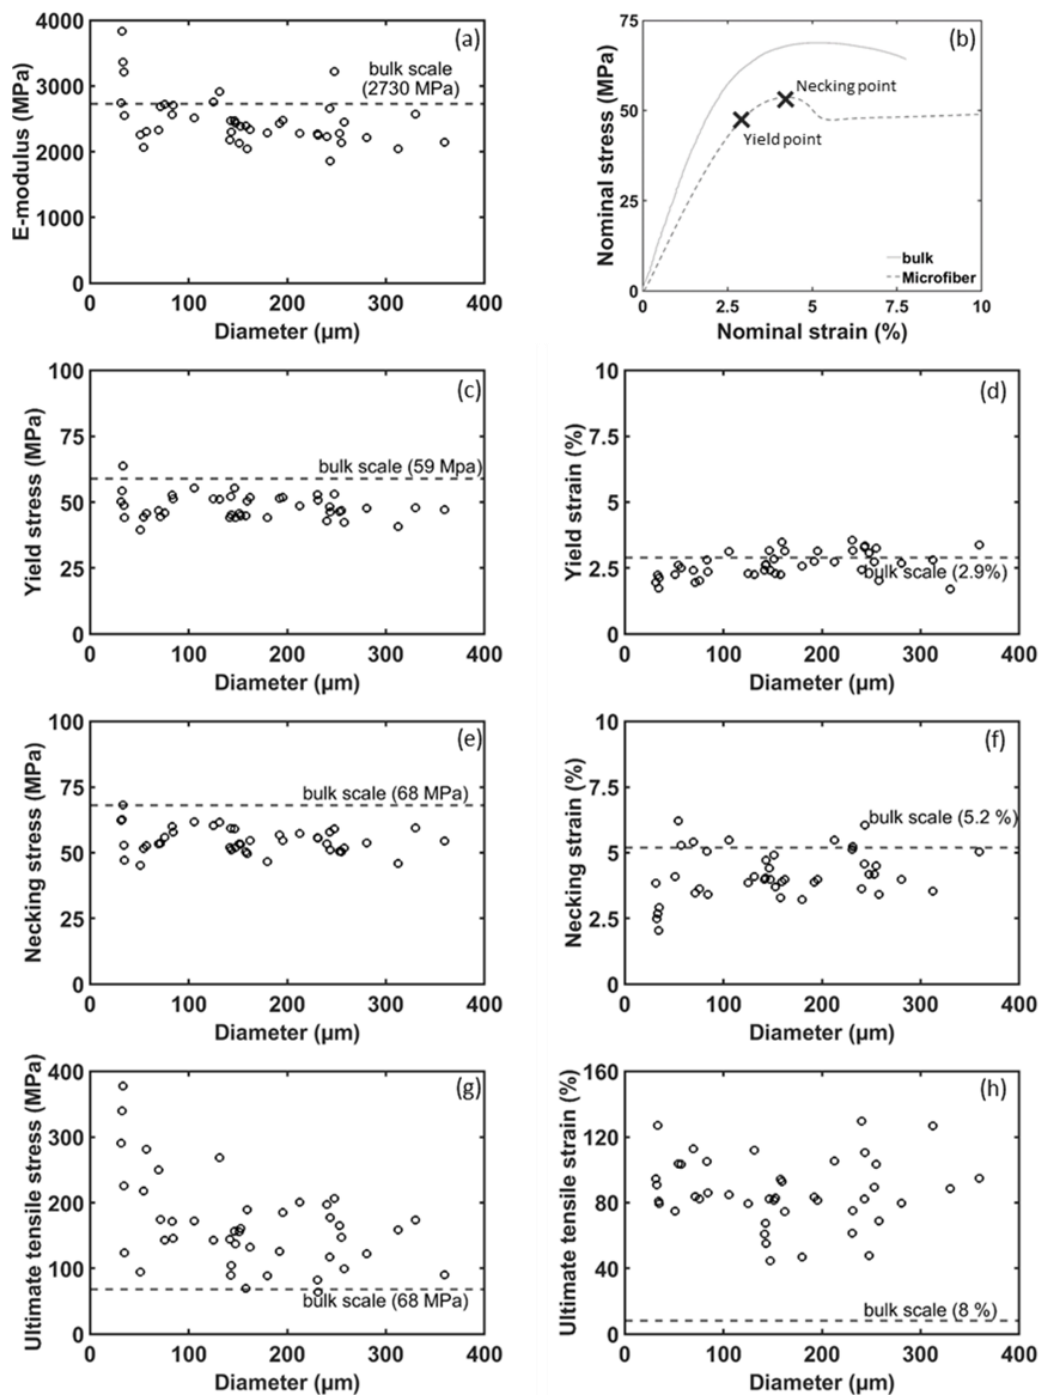 4000
3000
2000
1000
0
E-modulus (MPa)
(a)
bulk scale
(2730 MPa)
0 100 200 300 400
Diameter (µm)
75
50
25
0
Nominal stress (MPa)
(b)
Necking point
Yield point
bulk
Microfiber
0 2.5 5 7.5 10
Nominal strain (%)
100
75
50
25
0
Yield stress (MPa)
(c)
bulk scale (59 Mpa)
0 100 200 300 400
Diameter (µm)
10
7.5
5
2.5
0
Yield strain (%)
(d)
bulk scale (2.9%)
0 100 200 300 400
Diameter (µm)
100
75
50
25
0
Necking stress (MPa)
(e)
bulk scale (68 MPa)
0 100 200 300 400
Diameter (µm)
10
7.5
5
2.5
0
Necking strain (%)
(f)
bulk scale (5.2 %)
0 100 200 300 400
Diameter (µm)
400
300
200
100
0
Ultimate tensile stress (MPa)
(g)
bulk scale (68 MPa)
0 100 200 300 400
Diameter (µm)
160
120
80
40
0
Ultimate tensile strain (%)
(h)
bulk scale (8 %)
0 100 200 300 400
Diameter (µm)